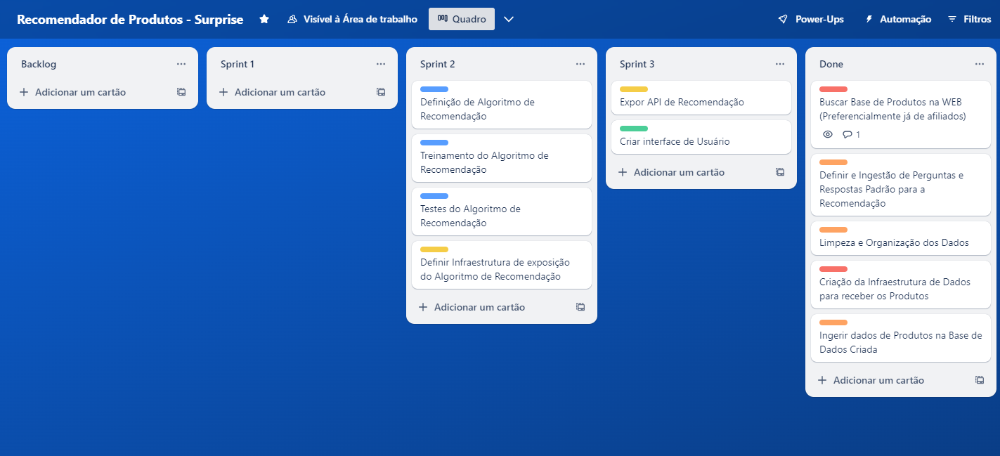 Recomendador de Produtos - Surprise
Visível à Área de trabalho
Quadro
Power-Ups
Automação
Filtros
Backlog
Adicionar um cartão
Sprint 1
Adicionar um cartão
Sprint 2
Definição de Algoritmo de
Recomendação
Treinamento do Algoritmo de
Recomendação
Testes do Algoritmo de
Recomendação
Definir Infraestrutura de exposição
do Algoritmo de Recomendação
Adicionar um cartão
Sprint 3
Expor API de Recomendação
Criar interface de Usuário
Adicionar um cartão
Done
Buscar Base de Produtos na WEB
(Preferencialmente já de afiliados)
1
Definir e Ingestão de Perguntas e
Respostas Padrão para a
Recomendação
Limpeza e Organização dos Dados
Criação da Infraestrutura de Dados
para receber os Produtos
Ingerir dados de Produtos na Base de
Dados Criada
Adicionar um cartão